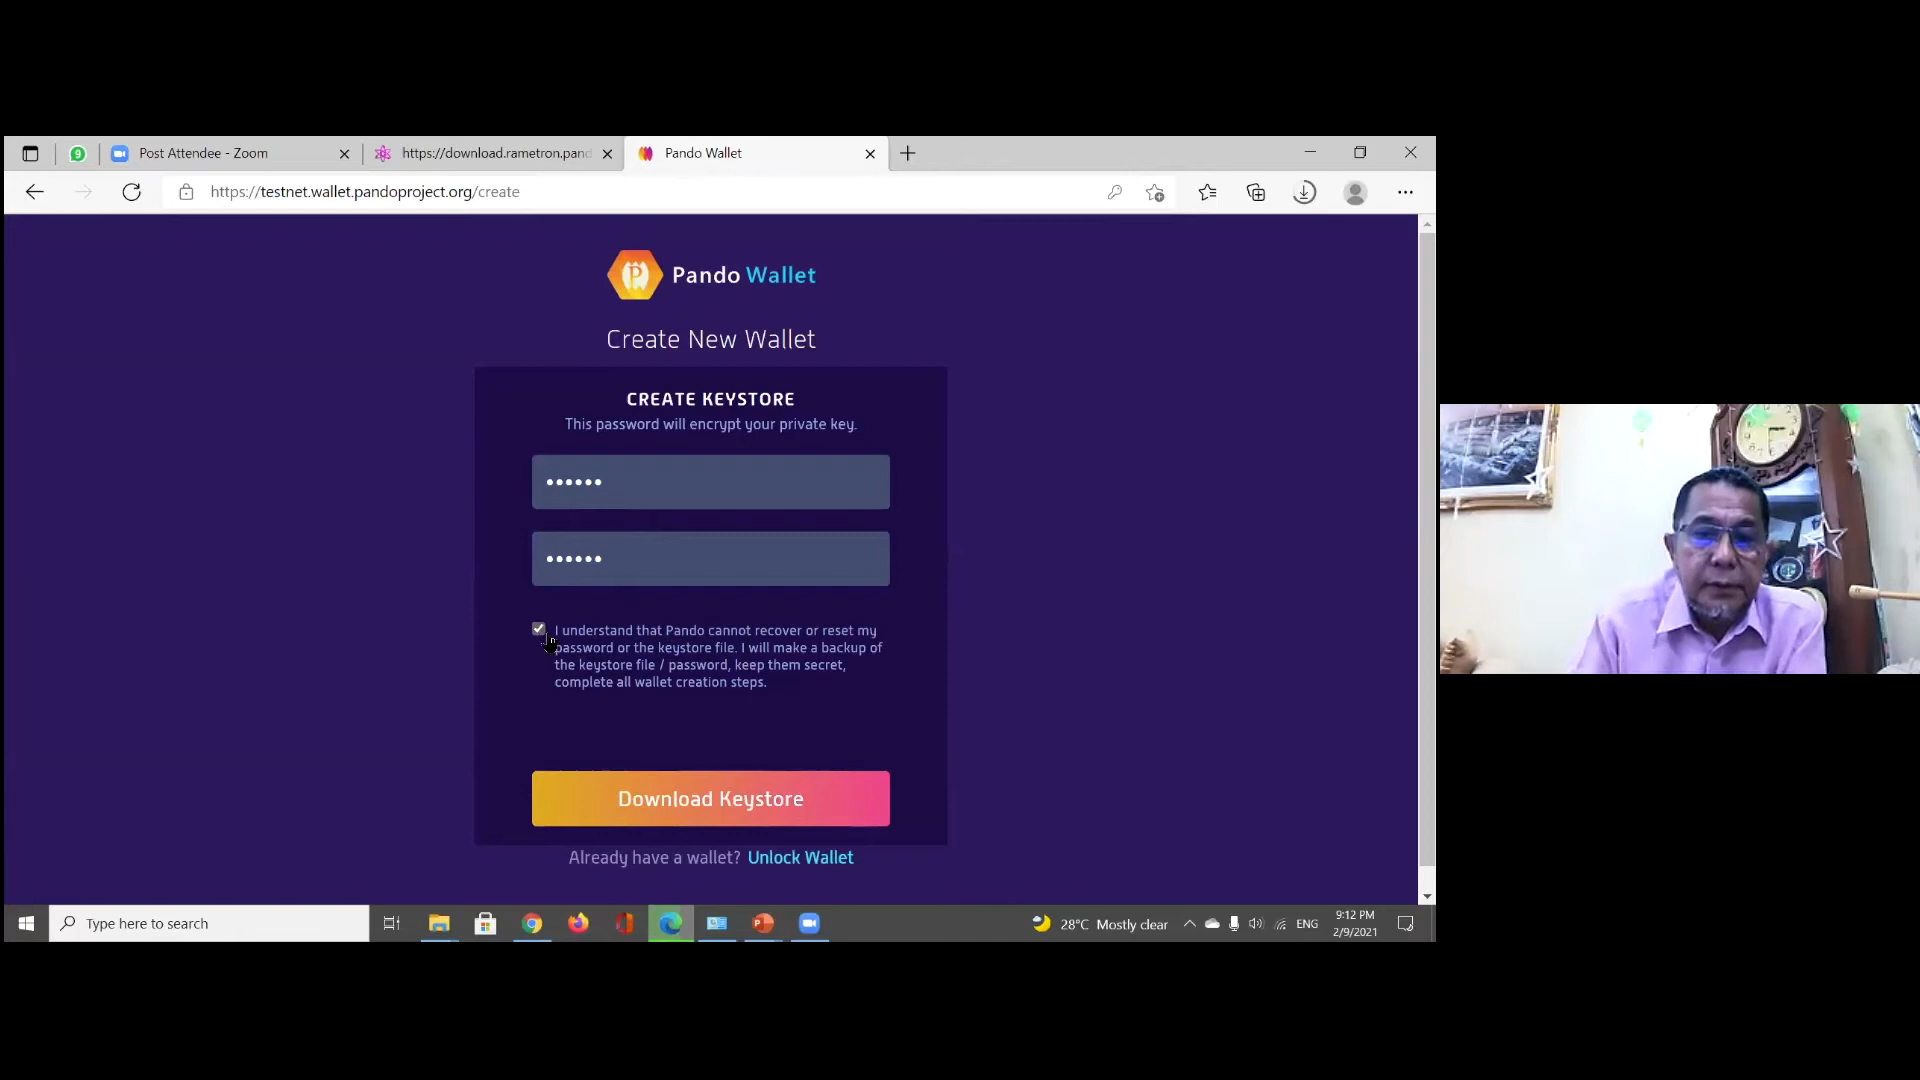 9
Post Attendee - Zoom
https://download.rametron.pand
Pando Wallet
https://testnet.wallet.pandoproject.org/create
P
Pando Wallet
Create New Wallet
CREATE KEYSTORE
This password will encrypt your private key.
••••••
••••••
I understand that Pando cannot recover or reset my
password or the keystore file. I will make a backup of
the keystore file / password, keep them secret,
complete all wallet creation steps.
Download Keystore
Already have a wallet? Unlock Wallet
Type here to search
28°C Mostly clear
ENG
9:12 PM
2/9/2021